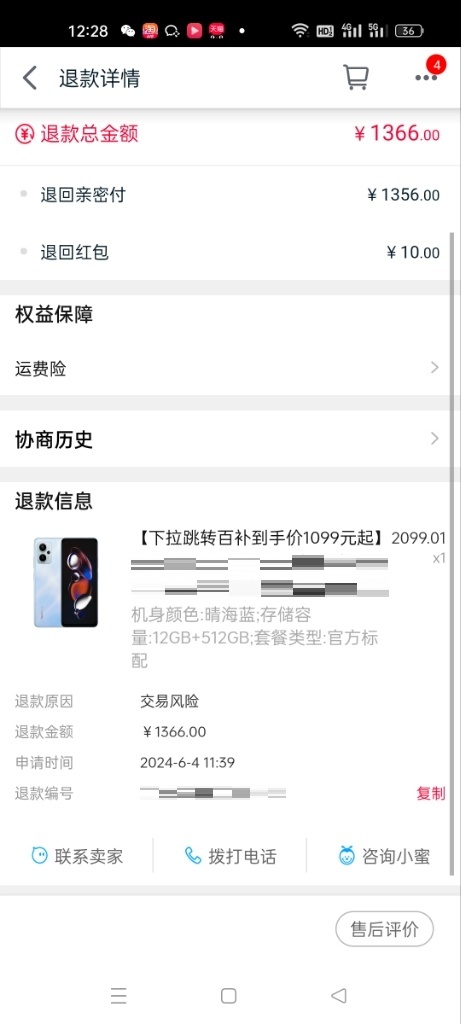 12:28
HD
4G
5G
36
退款详情
4
退款总金额 ¥1366.00
退回亲密付 ¥1356.00
退回红包 ¥10.00
权益保障
运费险
协商历史
退款信息
【下拉跳转百补到手价1099元起】 2099.01
x1
机身颜色:晴海蓝;存储容
量:12GB+512GB;套餐类型:官方标
配
退款原因 交易风险
退款金额 ¥1366.00
申请时间 2024-6-4 11:39
退款编号 复制
联系卖家 拨打电话 咨询小蜜
售后评价